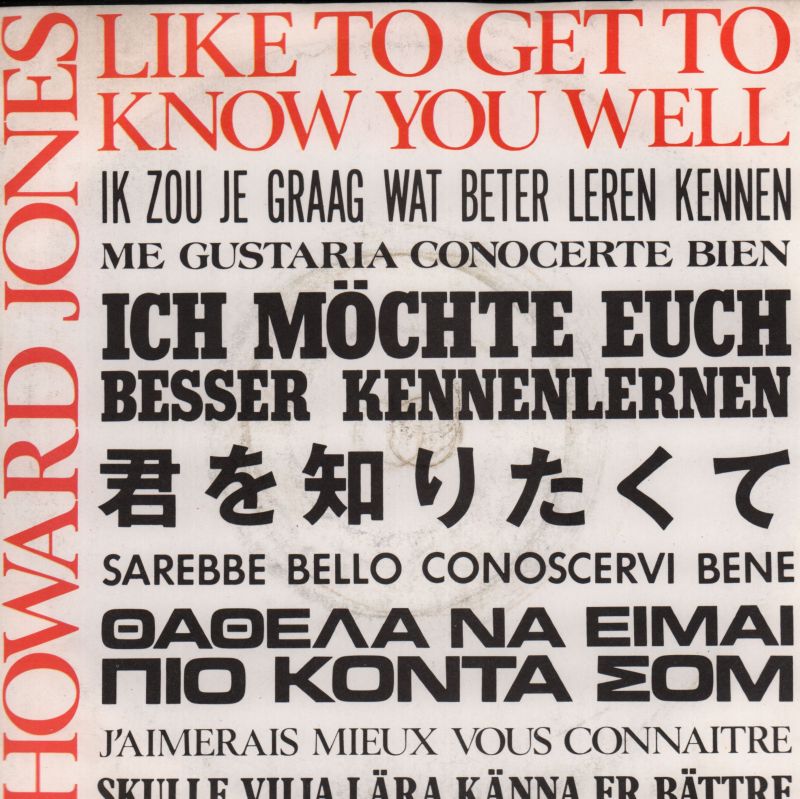 HOWARD JONES
LIKE TO GET TO
KNOW YOU WELL
IK ZOU JE GRAAG WAT BETER LEREN KENNEN
ME GUSTARIA CONOCERTE BIEN
ICH MÖCHTE EUCH
BESSER KENNENLERNEN
君を知りたくて
SAREBBE BELLO CONOSCERVI BENE
ΘΑΘΕΛΑ ΝΑ ΕΙΜΑΙ
ΠΙΟ ΚΟΝΤΑ ΣΟΜ
J'AIMERAIS MIEUX VOUS CONNAITRE
SKULLE VILJA LÄRA KÄNNA ER BÄTTRE